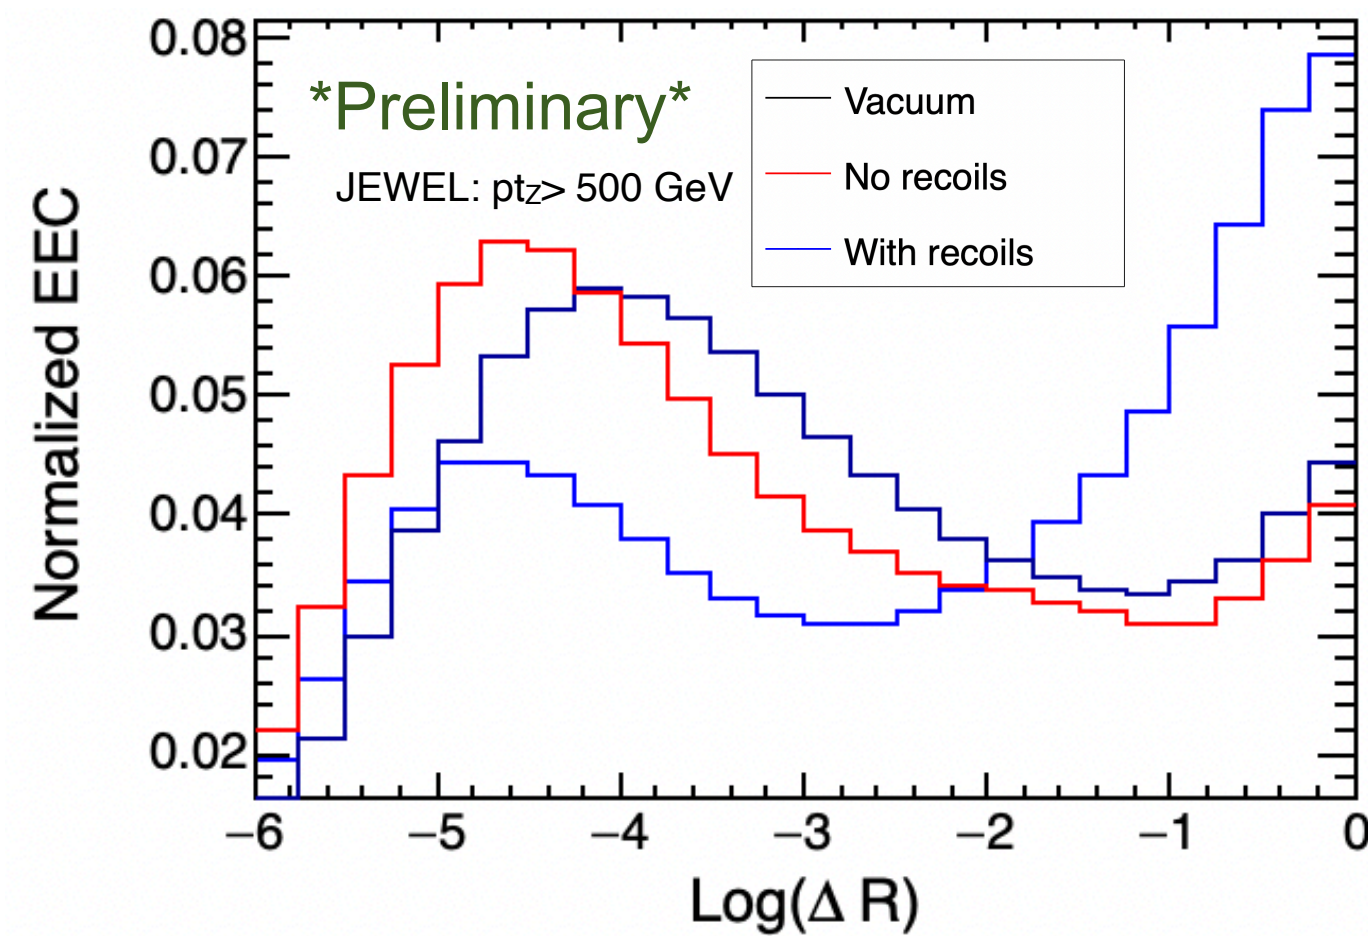 0.08
0.07
0.06
0.05
0.04
0.03
0.02
Normalized EEC
*Preliminary*
JEWEL: ptz> 500 GeV
Vacuum
No recoils
With recoils
−6 −5 −4 −3 −2 −1 0
Log(Δ R)